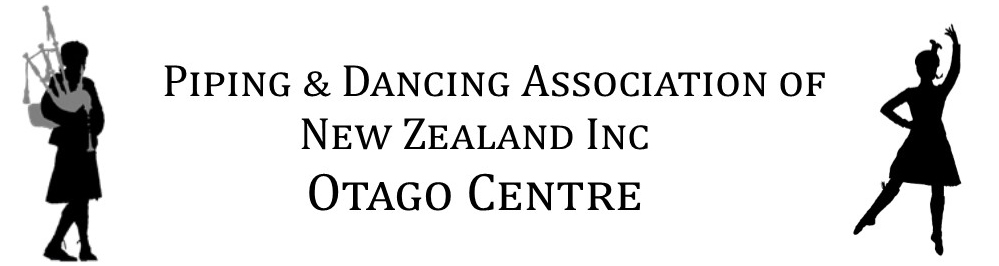 Piping & Dancing Association of
New Zealand Inc
Otago Centre